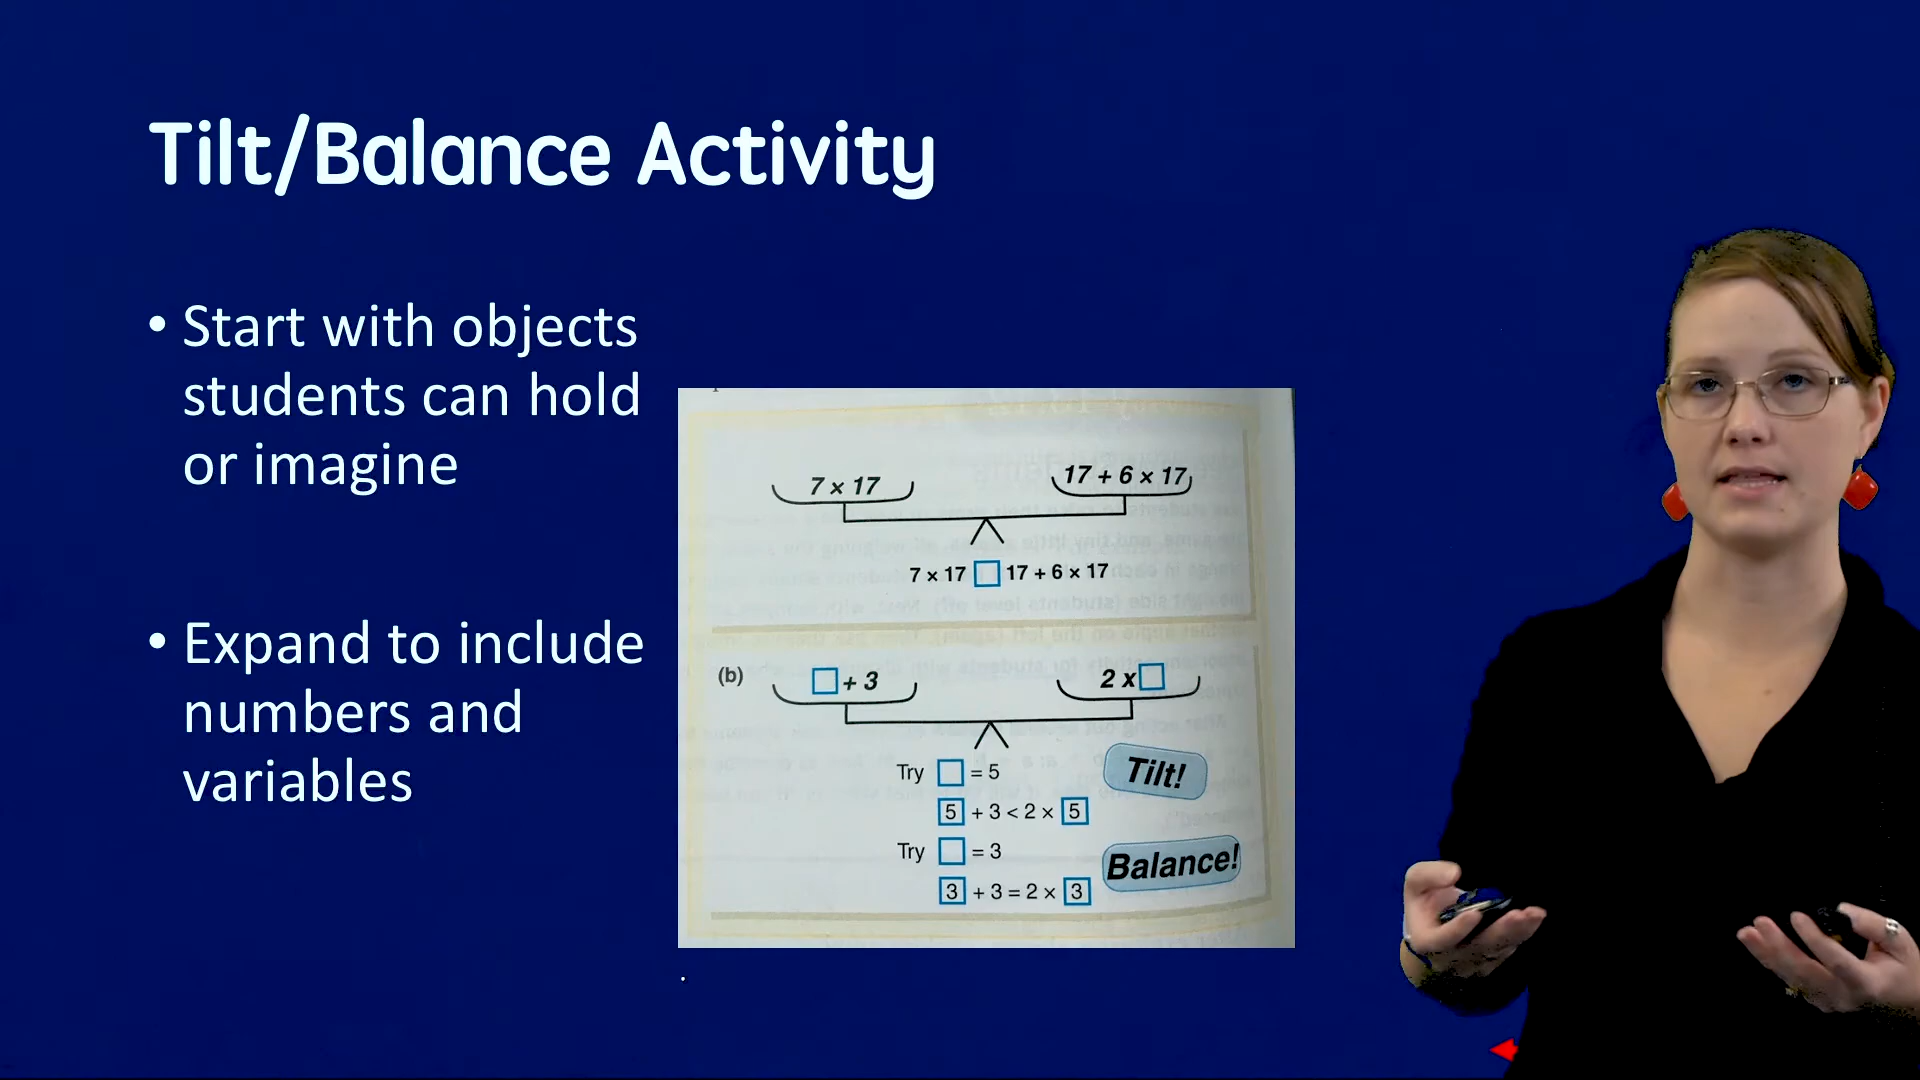 Tilt/Balance Activity
• Start with objects
students can hold
or imagine
• Expand to include
numbers and
variables
7 × 17
17 + 6 × 17
7 × 17 □ 17 + 6 × 17
(b)
□ + 3
2 x □
Try □ = 5
Tilt!
5 + 3 < 2 × 5
Try □ = 3
Balance!
3 + 3 = 2 × 3
.